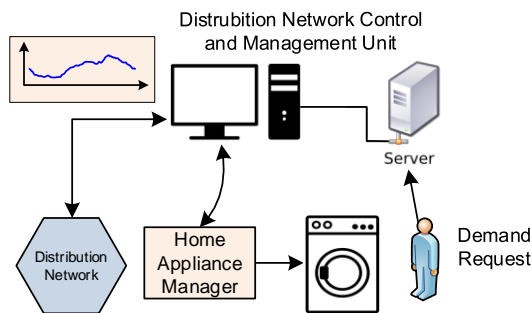 Distrubition Network Control
and Management Unit
Server
Distribution
Network
Home
Appliance
Manager
Demand
Request